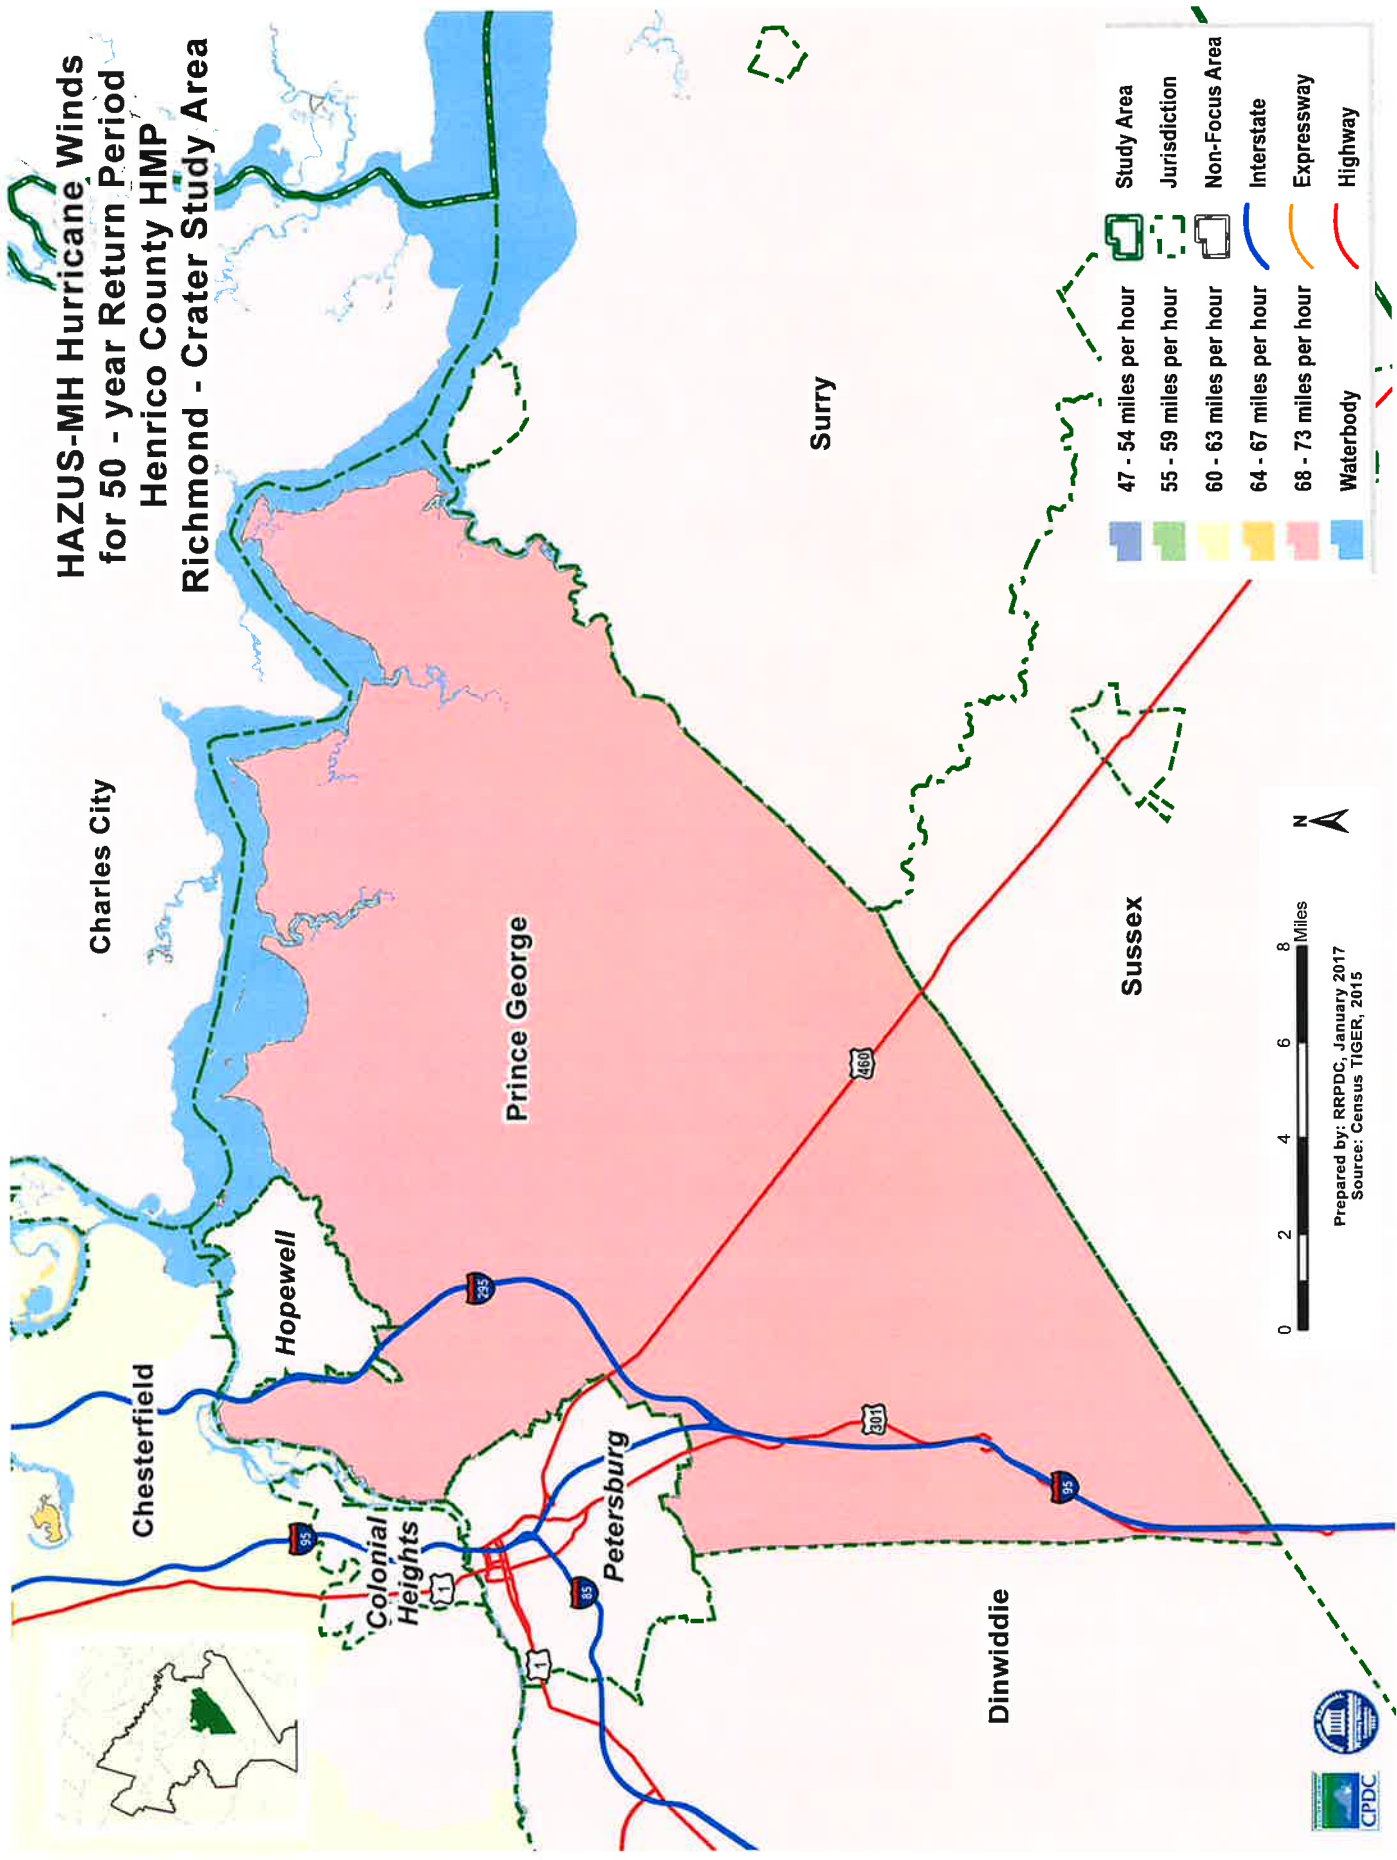 HAZUS-MH Hurricane Winds
for 50 - year Return Period
Henrico County HMP
Richmond - Crater Study Area
Charles City
Chesterfield
Hopewell
Colonial
Heights
Petersburg
Prince George
Surry
Sussex
Dinwiddie
295
95
1
1
85
460
301
95
47 - 54 miles per hour
55 - 59 miles per hour
60 - 63 miles per hour
64 - 67 miles per hour
68 - 73 miles per hour
Waterbody
Study Area
Jurisdiction
Non-Focus Area
Interstate
Expressway
Highway
N
0 2 4 6 8
Miles
Prepared by: RRPDC, January 2017
Source: Census TIGER, 2015
CPDC